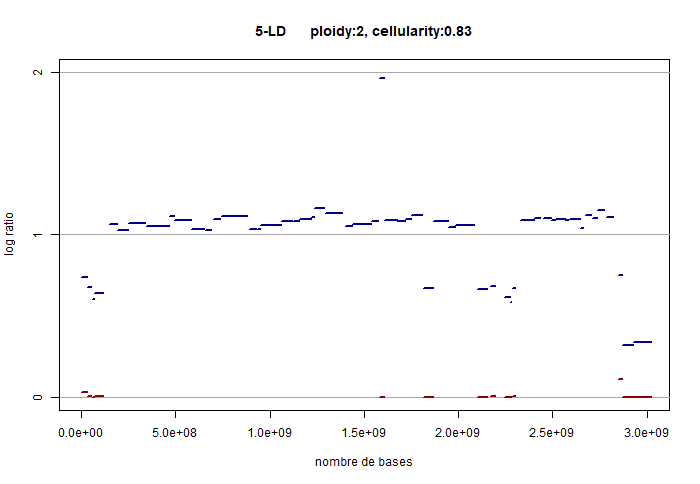 5-LD ploidy:2, cellularity:0.83
2
1
0
log ratio
0.0e+00 5.0e+08 1.0e+09 1.5e+09 2.0e+09 2.5e+09 3.0e+09
nombre de bases